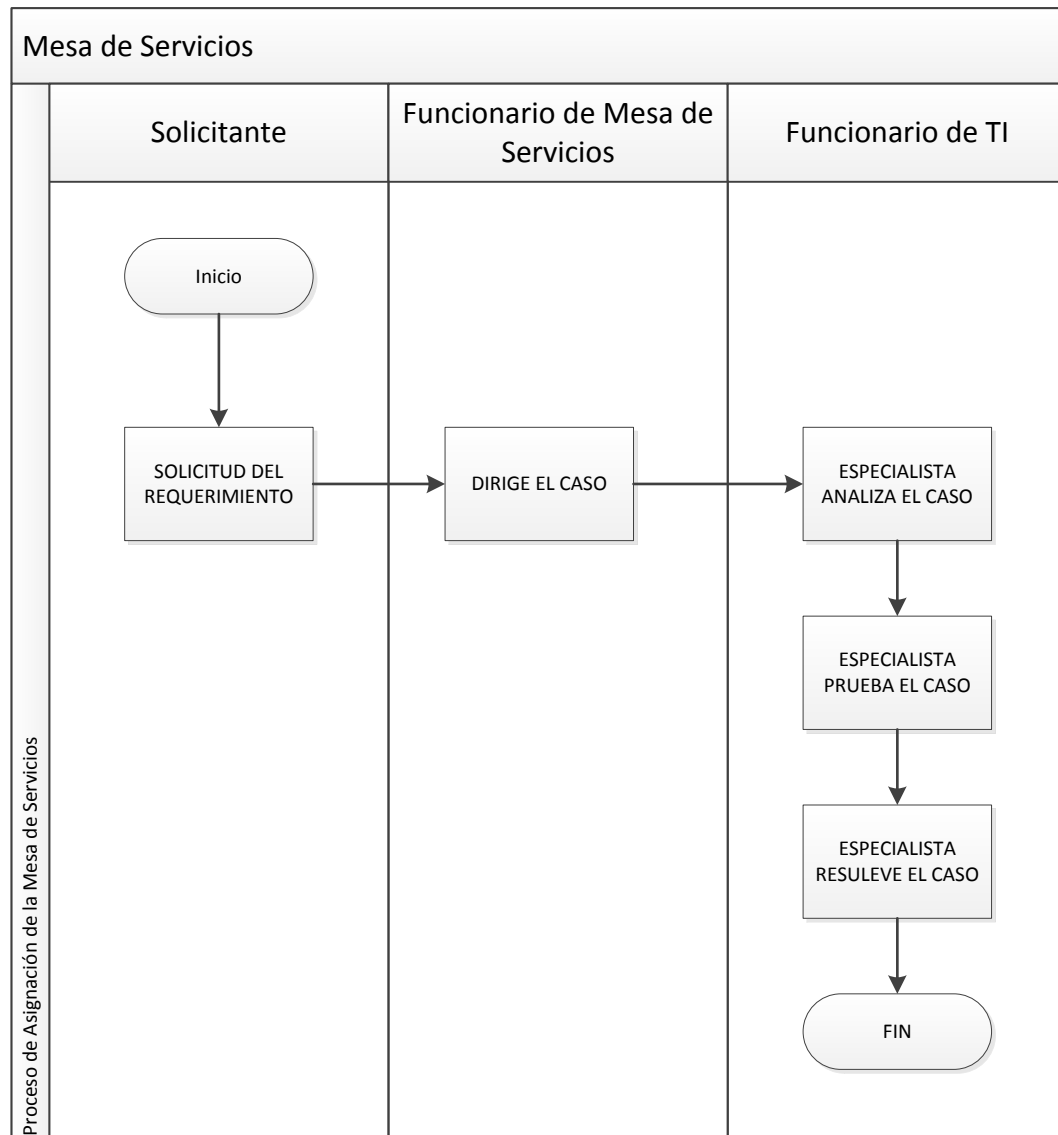 Mesa de Servicios
Solicitante
Funcionario de Mesa de
Servicios
Funcionario de TI
Inicio
SOLICITUD DEL
REQUERIMIENTO
DIRIGE EL CASO
ESPECIALISTA
ANALIZA EL CASO
ESPECIALISTA
PRUEBA EL CASO
ESPECIALISTA
RESULEVE EL CASO
FIN
Proceso de Asignación de la Mesa de Servicios